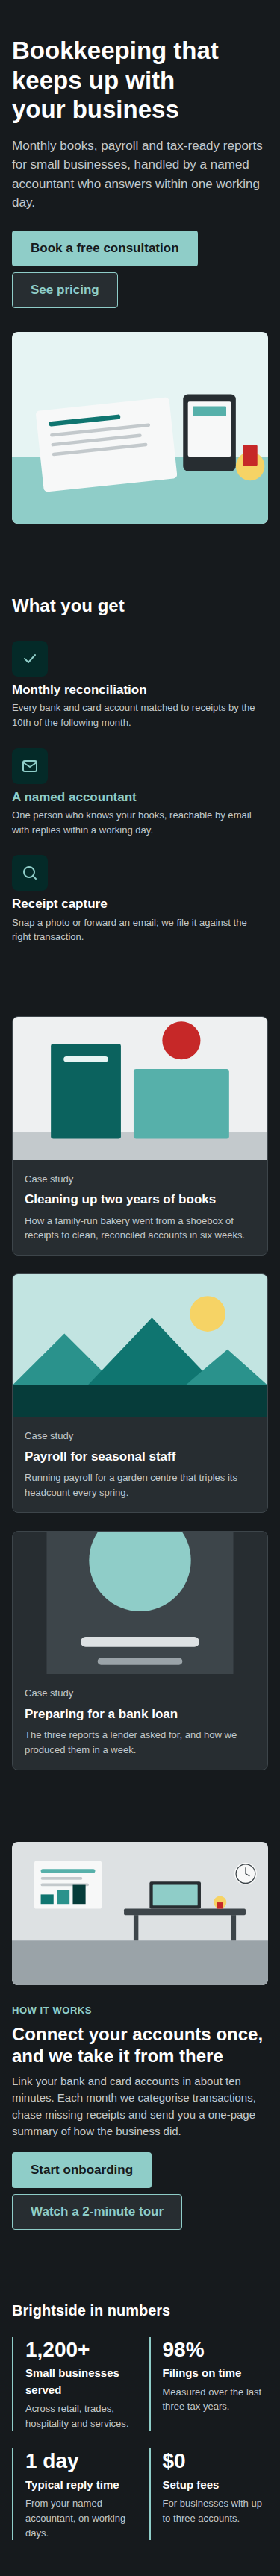 Bookkeeping that
keeps up with
your business
Monthly books, payroll and tax-ready reports
for small businesses, handled by a named
accountant who answers within one working
day.
Book a free consultation
See pricing
What you get
Monthly reconciliation
Every bank and card account matched to receipts by the
10th of the following month.
A named accountant
One person who knows your books, reachable by email
with replies within a working day.
Receipt capture
Snap a photo or forward an email; we file it against the
right transaction.
Case study
Cleaning up two years of books
How a family-run bakery went from a shoebox of
receipts to clean, reconciled accounts in six weeks.
Case study
Payroll for seasonal staff
Running payroll for a garden centre that triples its
headcount every spring.
Case study
Preparing for a bank loan
The three reports a lender asked for, and how we
produced them in a week.
HOW IT WORKS
Connect your accounts once,
and we take it from there
Link your bank and card accounts in about ten
minutes. Each month we categorise transactions,
chase missing receipts and send you a one-page
summary of how the business did.
Start onboarding
Watch a 2-minute tour
Brightside in numbers
1,200+
Small businesses
served
Across retail, trades,
hospitality and services.
98%
Filings on time
Measured over the last
three tax years.
1 day
Typical reply time
From your named
accountant, on working
days.
$0
Setup fees
For businesses with up
to three accounts.